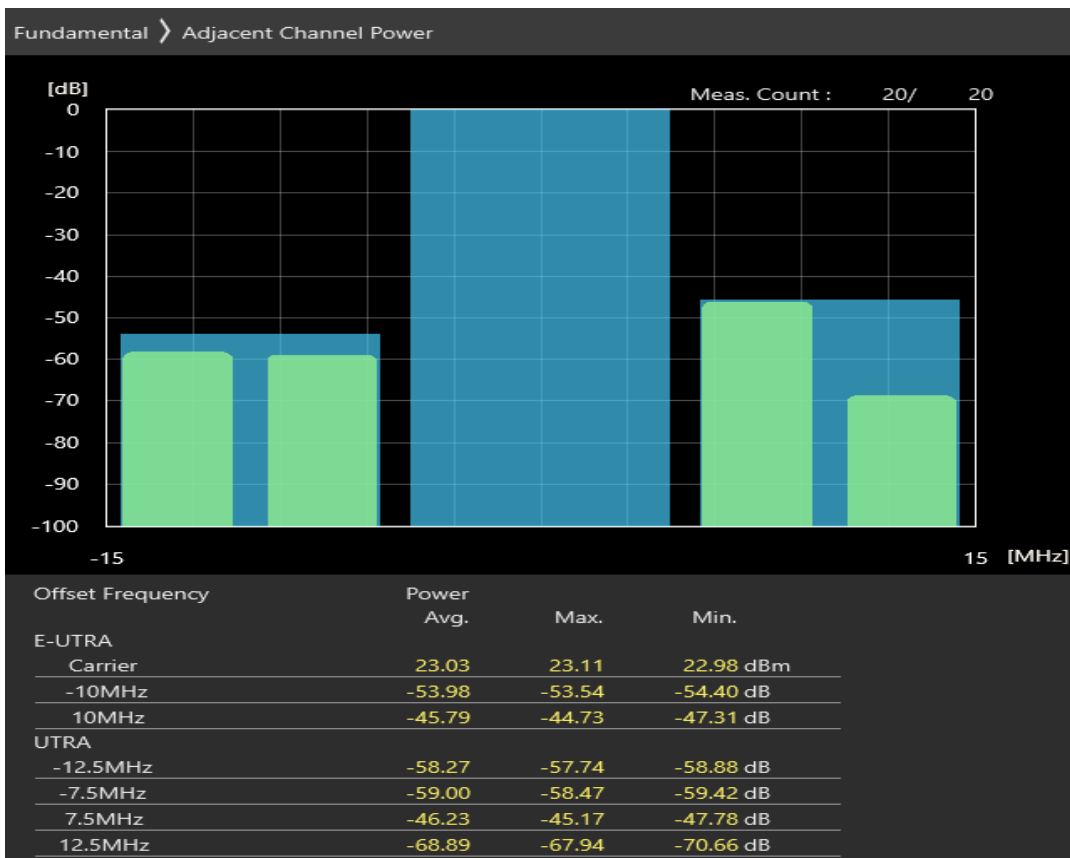 Fundamental 〉 Adjacent Channel Power
[dB]
Meas. Count : 20/ 20
0
-10
-20
-30
-40
-50
-60
-70
-80
-90
-100
-15 15 [MHz]
Offset Frequency Power
Avg. Max. Min.
E-UTRA
Carrier 23.03 23.11 22.98 dBm
-10MHz -53.98 -53.54 -54.40 dB
10MHz -45.79 -44.73 -47.31 dB
UTRA
-12.5MHz -58.27 -57.74 -58.88 dB
-7.5MHz -59.00 -58.47 -59.42 dB
7.5MHz -46.23 -45.17 -47.78 dB
12.5MHz -68.89 -67.94 -70.66 dB